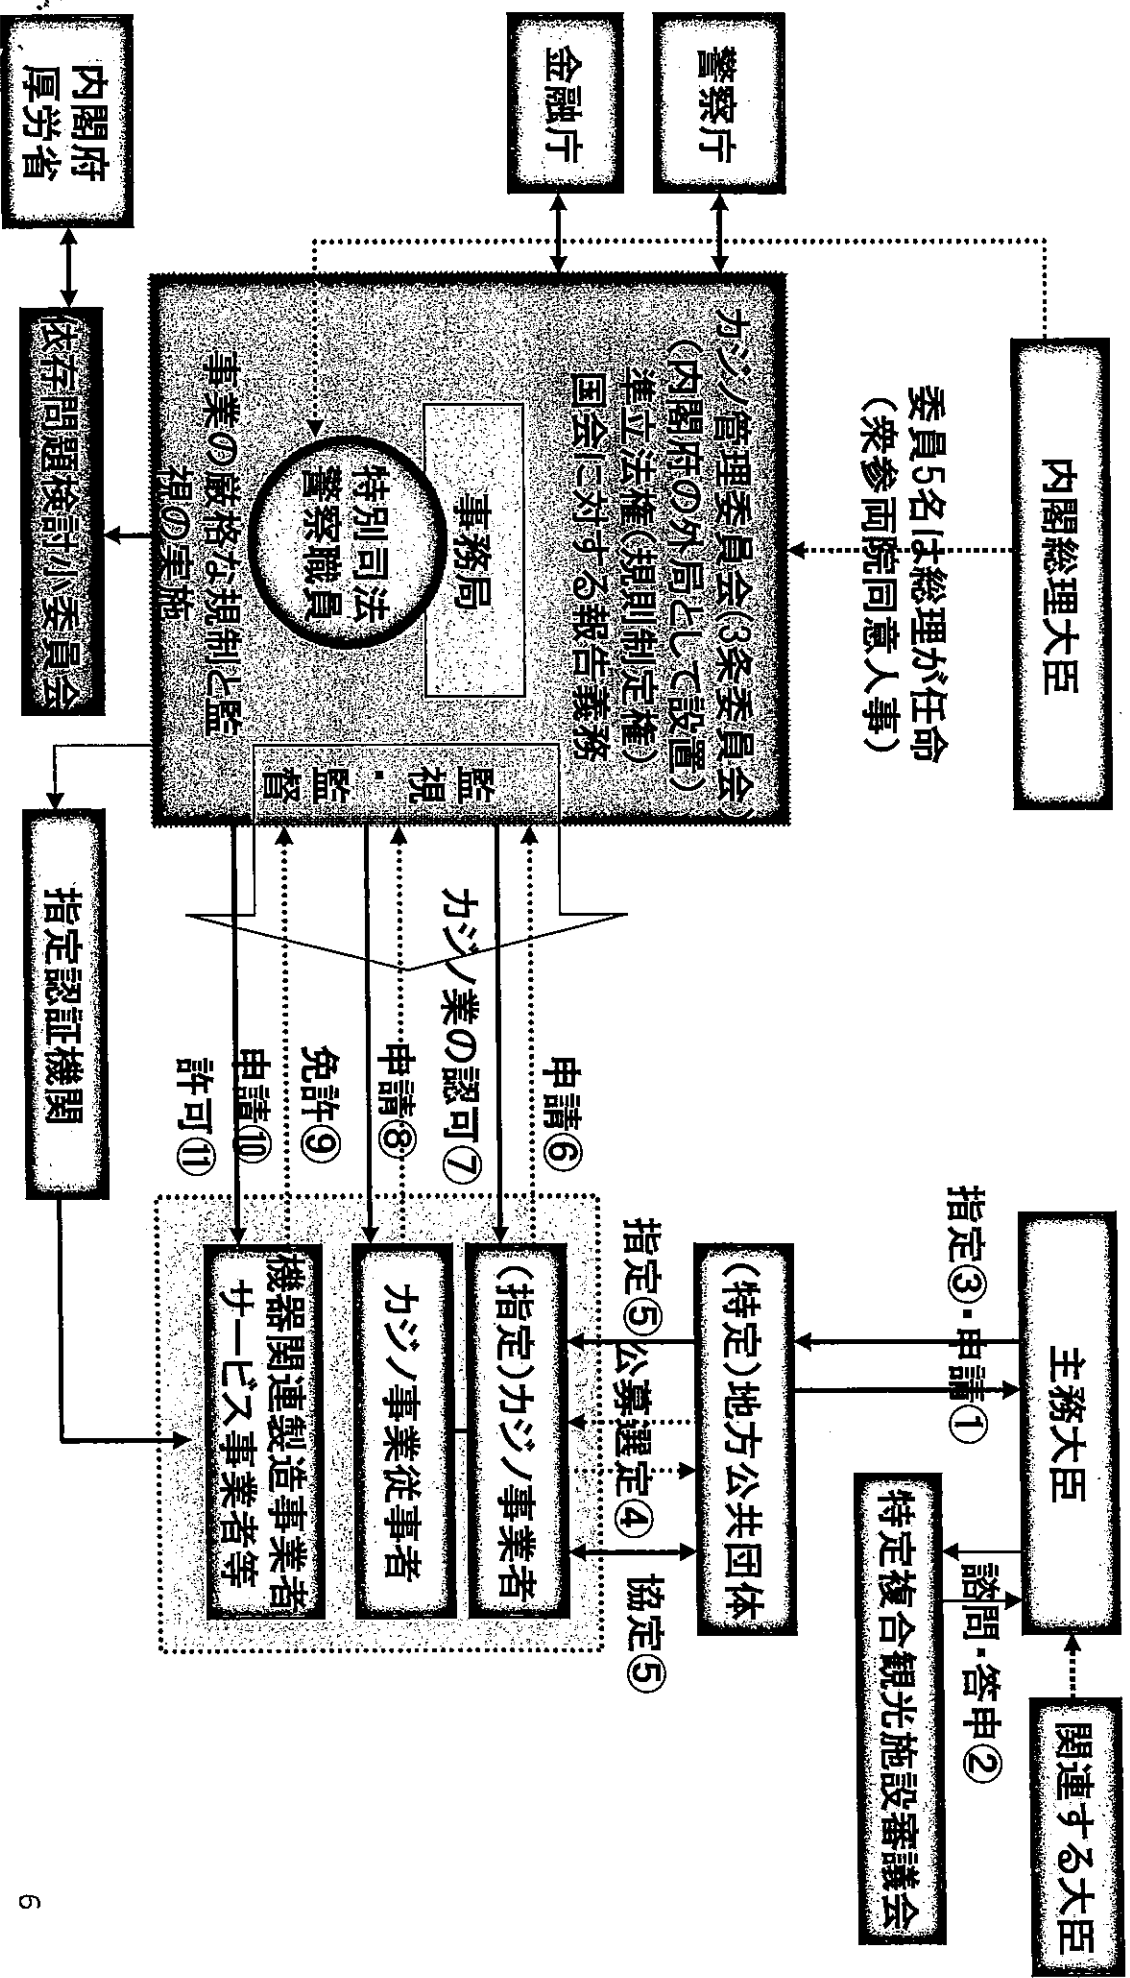 内閣総理大臣
主務大臣
関連する大臣
委員5名は総理が任命
（衆参両院同意人事）
指定③・申請①
諮問・答申②
特定複合観光施設審議会
警察庁
金融庁
内閣府
厚労省
カジノ管理委員会(3条委員会)
（内閣府の外局として設置）
準立法権（規則制定権）
国会に対する報告義務
事務局
特別司法
警察職員
事業の厳格な規制と監
視の実施
監視・
監督
（特定）地方公共団体
指定⑤
公募選定④
協定⑤
申請⑥
カジノ業の認可⑦
申請⑧
免許⑨
申請⑩
許可⑪
（指定）カジノ事業者
カジノ事業従事者
機器関連製造事業者
サービス事業者等
依存問題検討小委員会
指定認証機関
6